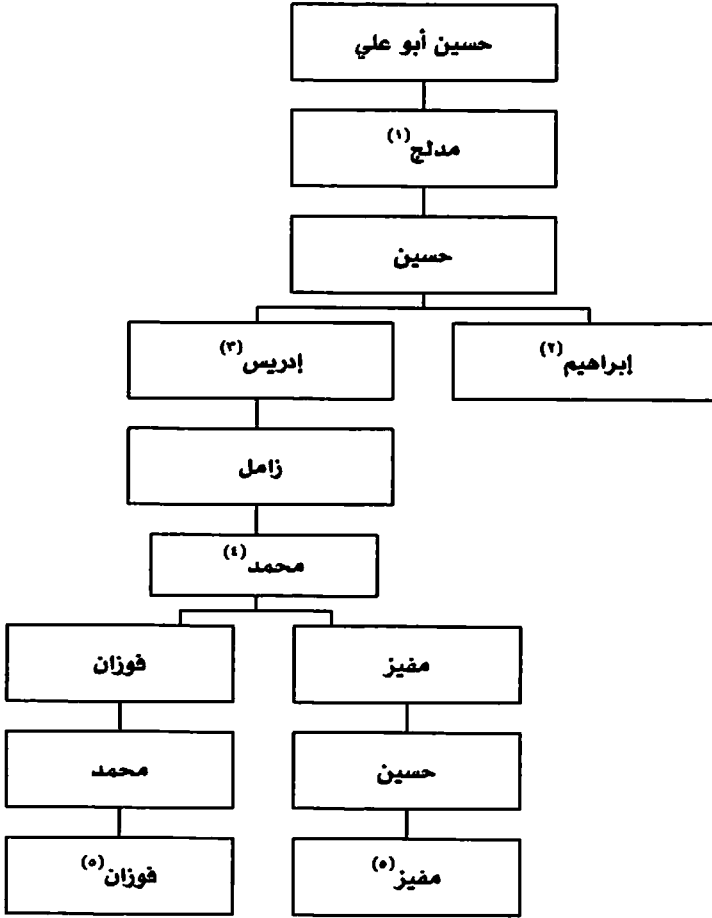 حسين أبو علي
مدلج(١)
حسين
إبراهيم(٢)
إدريس(٣)
زامل
محمد(٤)
مفيز
فوزان
حسين
محمد
مفيز(٥)
فوزان(٥)